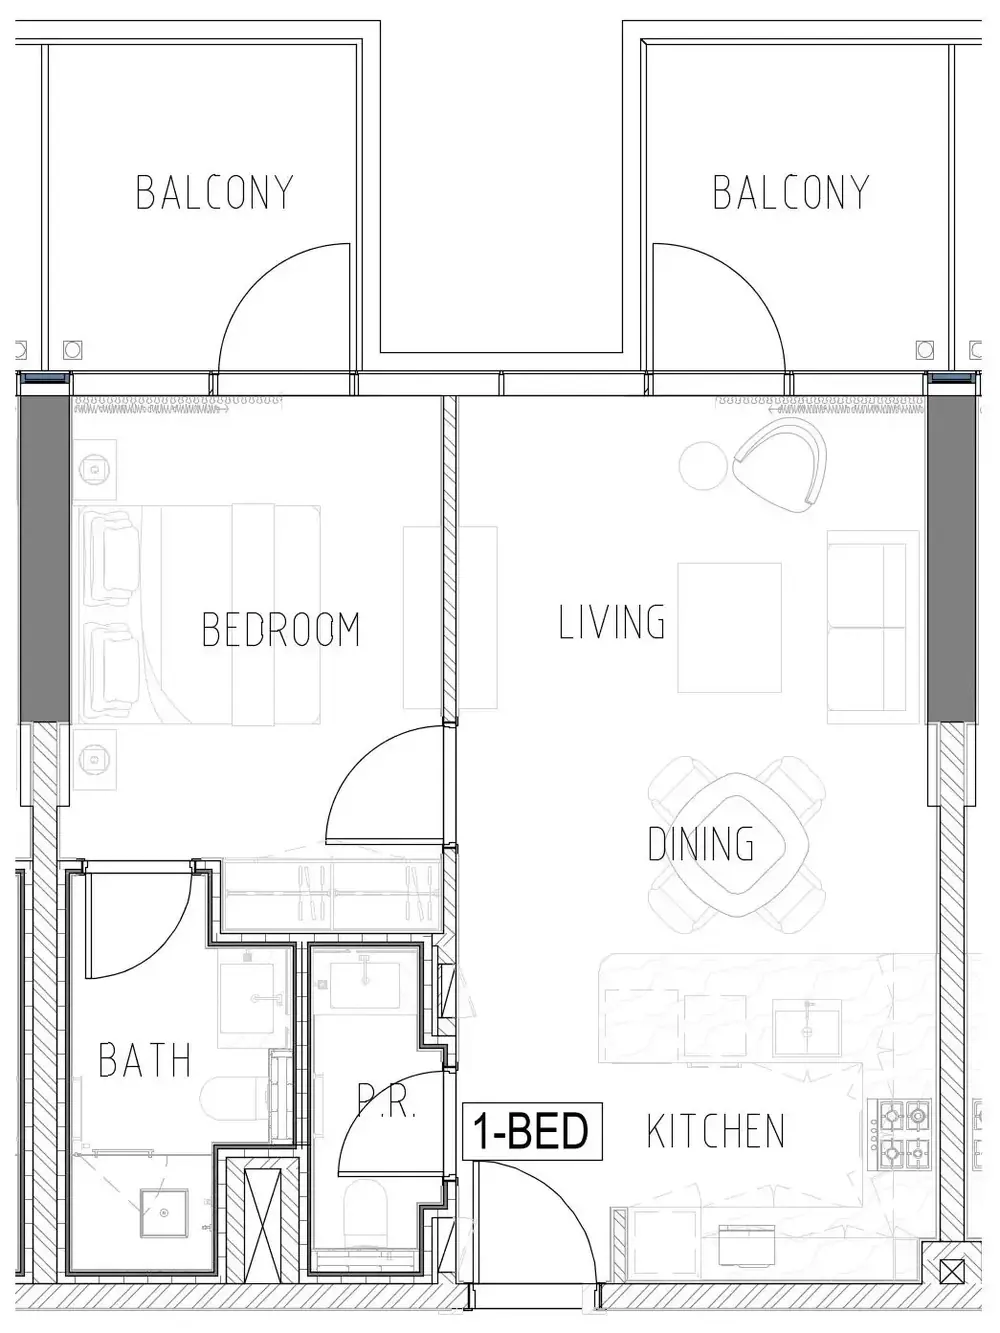 BALCONY
BALCONY
BEDROOM
LIVING
DINING
BATH
P.R.
1-BED
KITCHEN